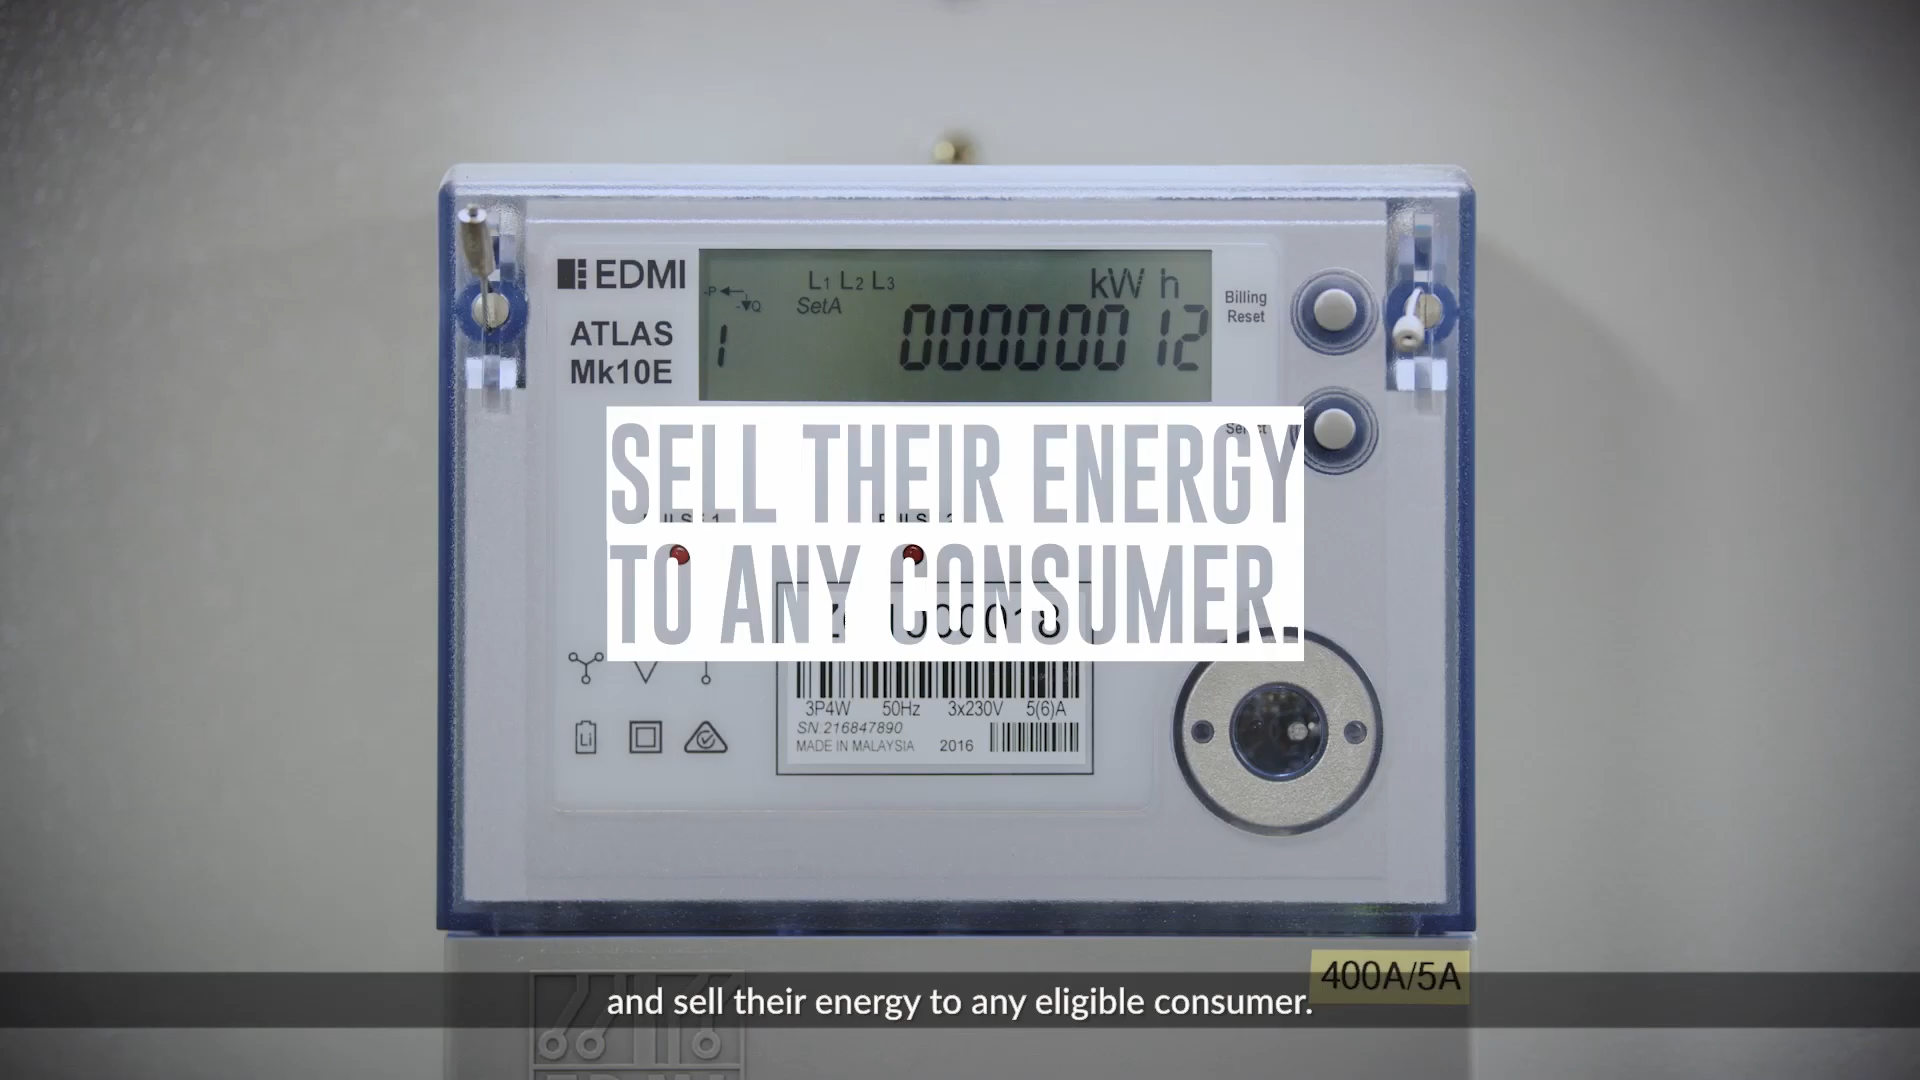 EDMI
ATLAS
Mk10E
L1 L2 L3
kW h
-P
-Q
SetA
1
00000012
Billing
Reset
SELL THEIR ENERGY
TO ANY CONSUMER.
3P4W 50Hz 3x230V 5(6)A
SN:216847890
MADE IN MALAYSIA 2016
Li
400A/5A
and sell their energy to any eligible consumer.